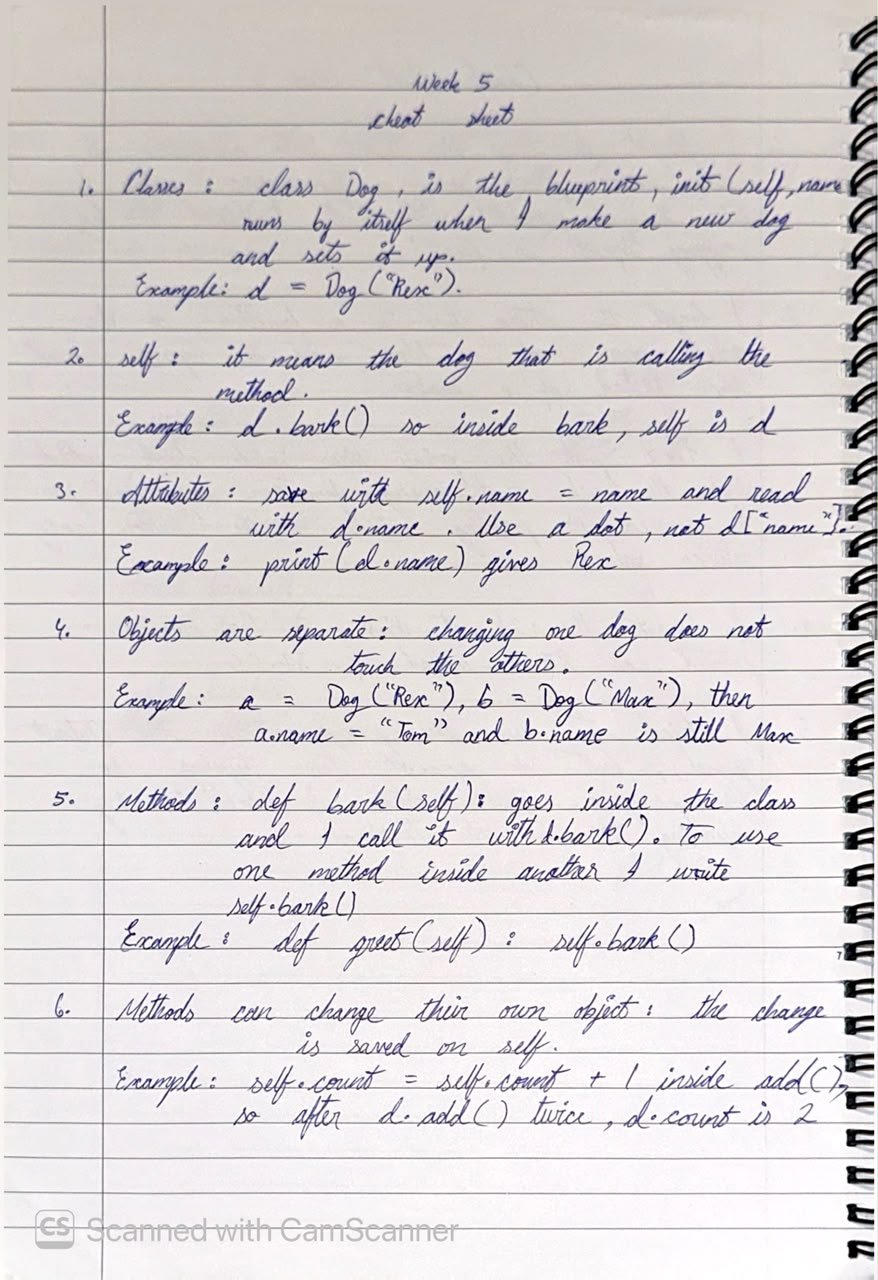 Week 5
cheat sheet
1. Classes : class Dog, is the blueprint, init (self, name
runs by itself when I make a new dog
and sets it up.
Example: d = Dog ("Rex").
2. self : it means the dog that is calling the
method.
Example : d.bark() so inside bark, self is d
3. Attributes : save with self.name = name and read
with d.name . Use a dot, not d["name"].
Example : print (d.name) gives Rex
4. Objects are separate : changing one dog does not
touch the others.
Example : a = Dog ("Rex"), b = Dog ("Max"), then
a.name = "Tom" and b.name is still Max
5. Methods : def bark (self): goes inside the class
and I call it with d.bark(). To use
one method inside another I write
self.bark()
Example : def greet (self) : self.bark ()
6. Methods can change their own object : the change
is saved on self.
Example : self.count = self.count + 1 inside add(),
so after d.add() twice, d.count is 2
CS Scanned with CamScanner